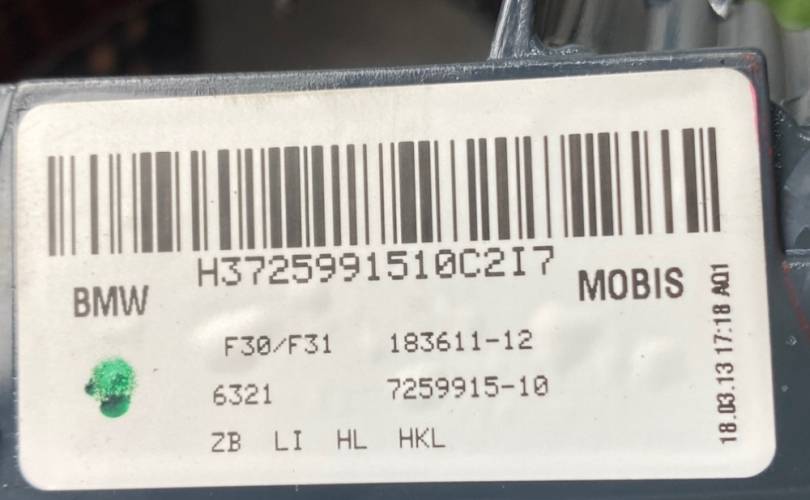 H3725991510C2I7
BMW
MOBIS
F30/F31 183611-12
6321 7259915-10
ZB LI HL HKL
18.03.13 17:18 A01